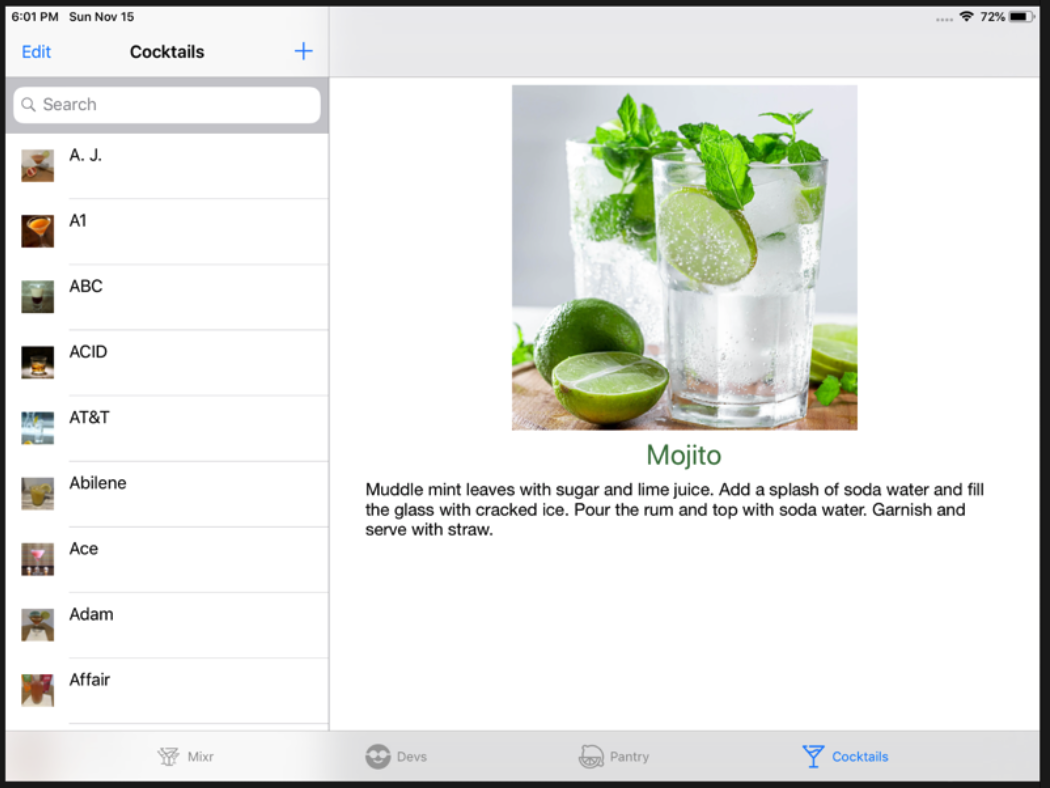 6:01 PM Sun Nov 15
72%
Edit
Cocktails
+
Search
A. J.
A1
ABC
ACID
AT&T
Abilene
Ace
Adam
Affair
Mojito
Muddle mint leaves with sugar and lime juice. Add a splash of soda water and fill
the glass with cracked ice. Pour the rum and top with soda water. Garnish and
serve with straw.
Mixr
Devs
Pantry
Cocktails